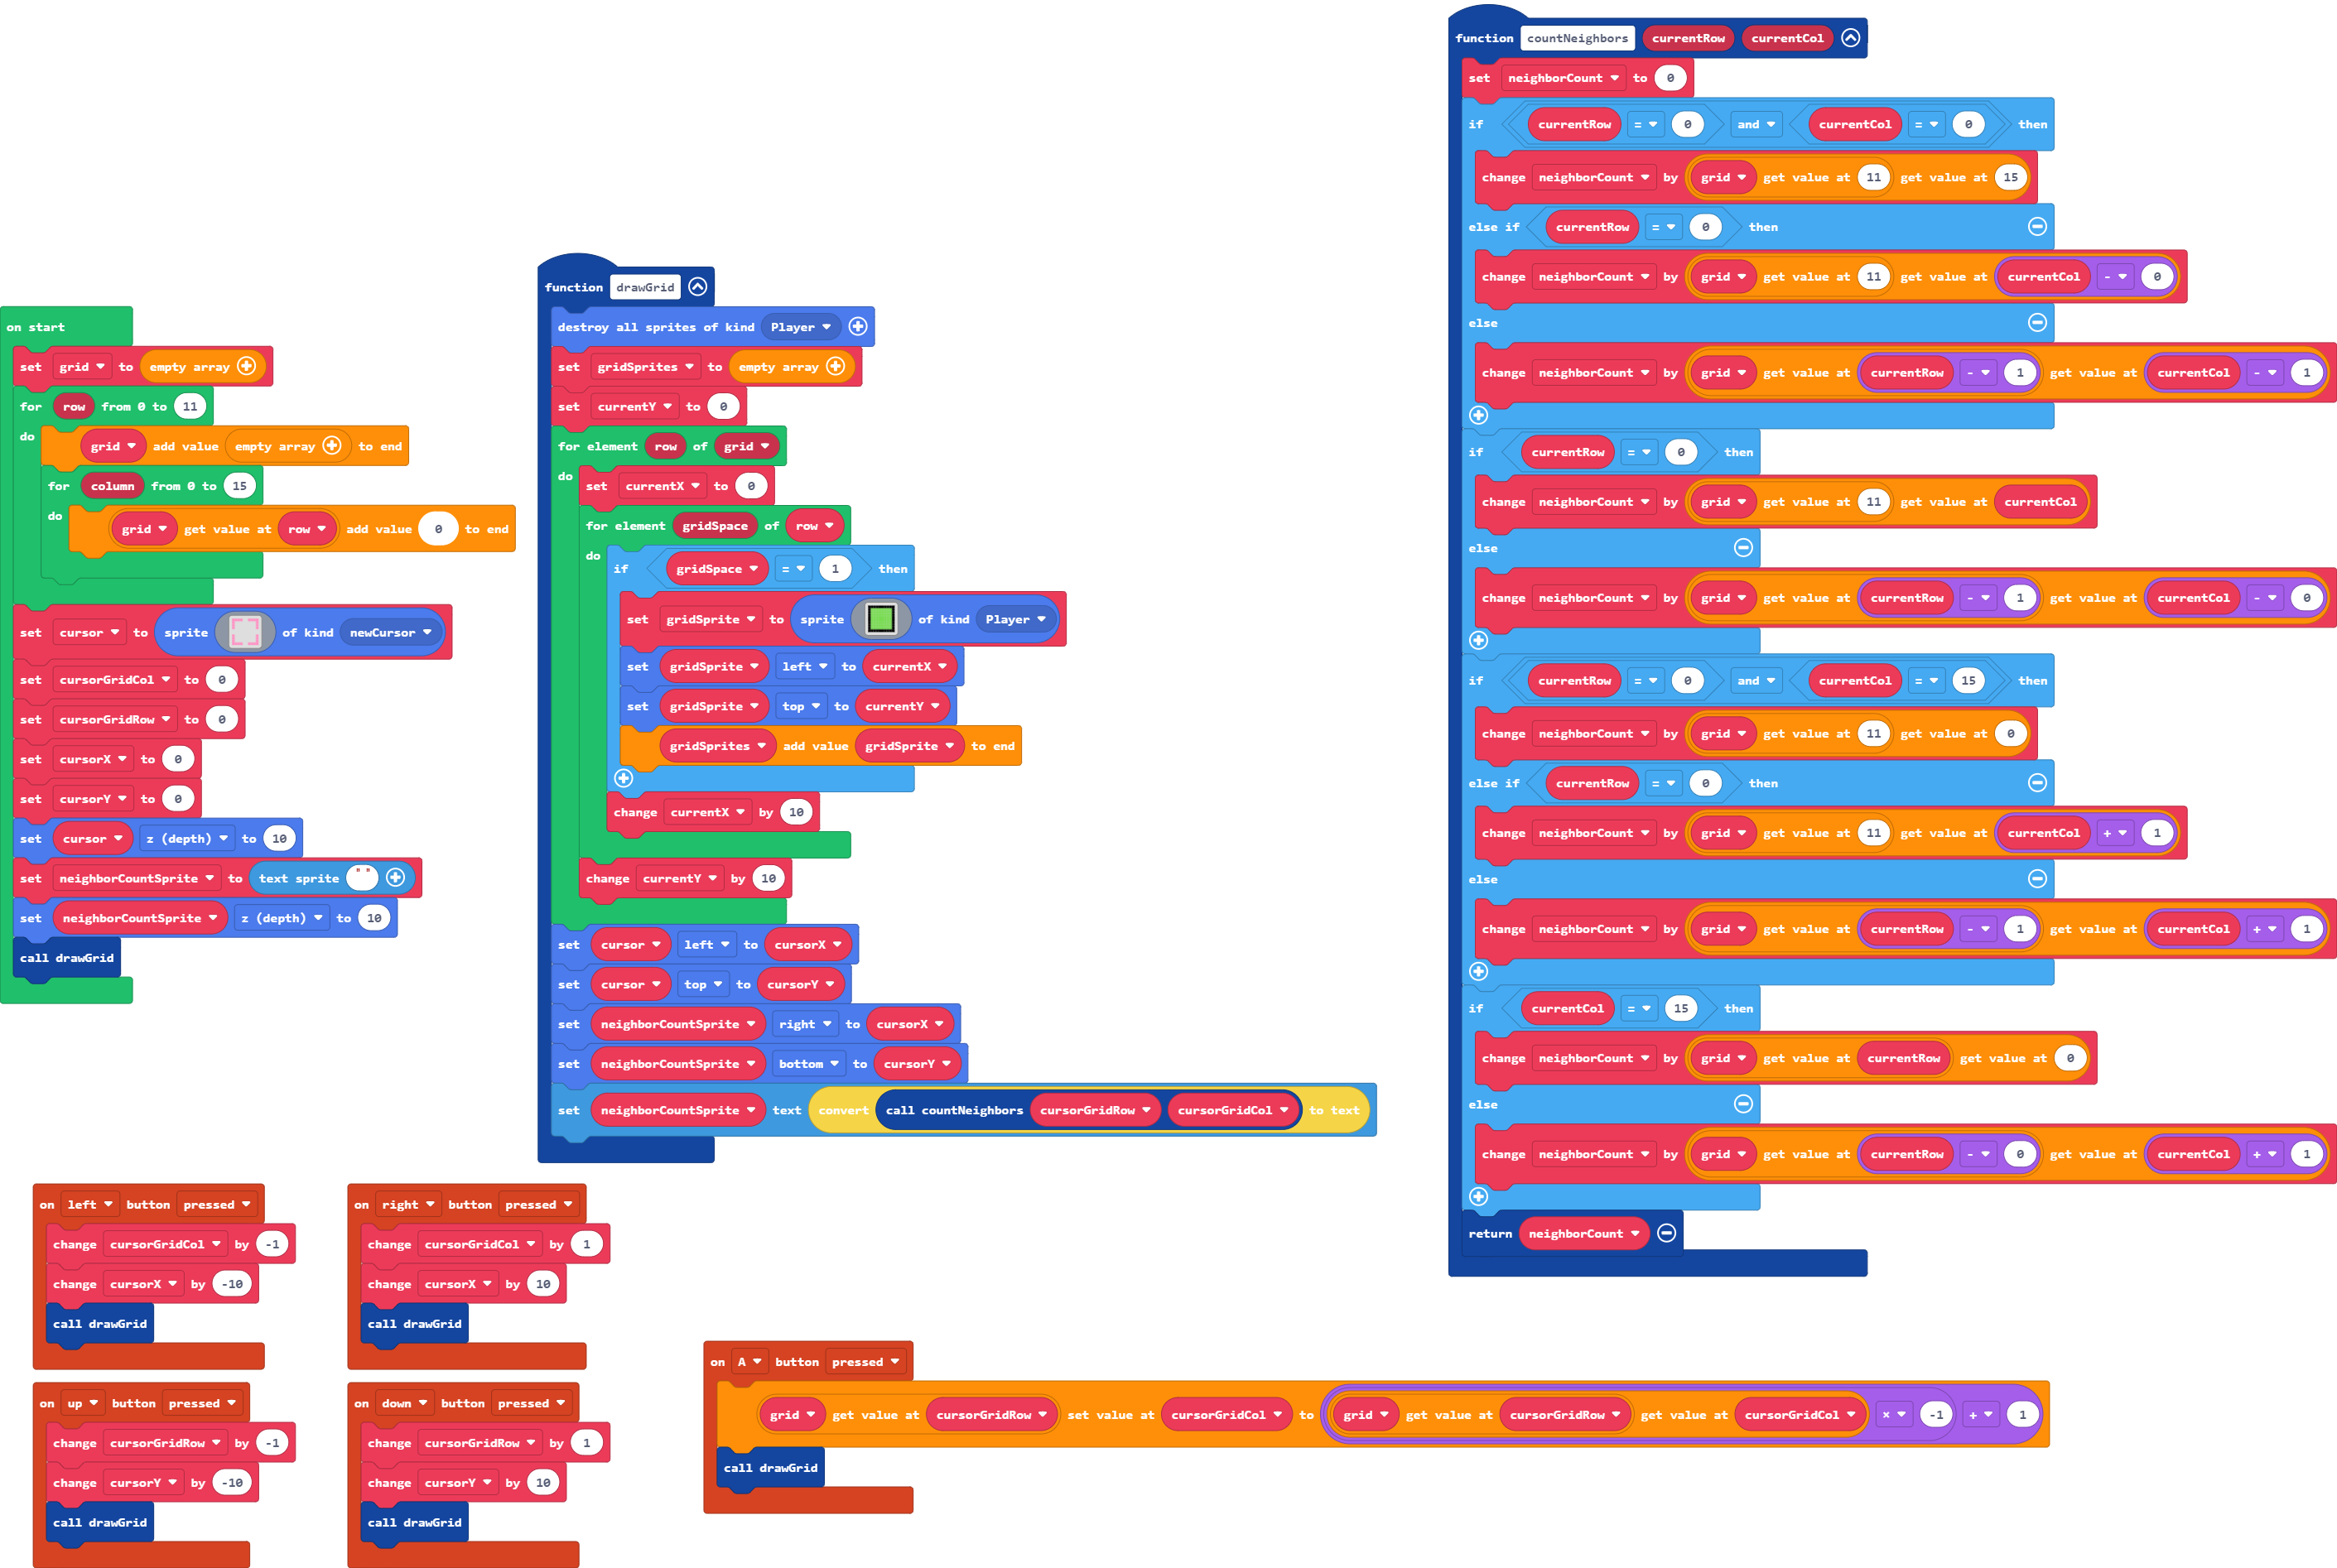 on start
set grid to empty array
for row from 0 to 11
do grid add value empty array to end
for column from 0 to 15
do grid get value at row add value 0 to end
set cursor to sprite of kind newCursor
set cursorGridCol to 0
set cursorGridRow to 0
set cursorX to 0
set cursorY to 0
set cursor z (depth) to 10
set neighborCountSprite to text sprite " "
set neighborCountSprite z (depth) to 10
call drawGrid
function drawGrid
destroy all sprites of kind Player
set gridSprites to empty array
set currentY to 0
for element row of grid
do set currentX to 0
for element gridSpace of row
do if gridSpace = 1 then
set gridSprite to sprite of kind Player
set gridSprite left to currentX
set gridSprite top to currentY
gridSprites add value gridSprite to end
change currentX by 10
change currentY by 10
set cursor left to cursorX
set cursor top to cursorY
set neighborCountSprite right to cursorX
set neighborCountSprite bottom to cursorY
set neighborCountSprite text convert call countNeighbors cursorGridRow cursorGridCol to text
function countNeighbors currentRow currentCol
set neighborCount to 0
if currentRow = 0 and currentCol = 0 then
change neighborCount by grid get value at 11 get value at 15
else if currentRow = 0 then
change neighborCount by grid get value at 11 get value at currentCol - 0
else
change neighborCount by grid get value at currentRow - 1 get value at currentCol - 1
if currentRow = 0 then
change neighborCount by grid get value at 11 get value at currentCol
else
change neighborCount by grid get value at currentRow - 1 get value at currentCol - 0
if currentRow = 0 and currentCol = 15 then
change neighborCount by grid get value at 11 get value at 0
else if currentRow = 0 then
change neighborCount by grid get value at 11 get value at currentCol + 1
else
change neighborCount by grid get value at currentRow - 1 get value at currentCol + 1
if currentCol = 15 then
change neighborCount by grid get value at currentRow get value at 0
else
change neighborCount by grid get value at currentRow - 0 get value at currentCol + 1
return neighborCount
on left button pressed
change cursorGridCol by -1
change cursorX by -10
call drawGrid
on right button pressed
change cursorGridCol by 1
change cursorX by 10
call drawGrid
on up button pressed
change cursorGridRow by -1
change cursorY by -10
call drawGrid
on down button pressed
change cursorGridRow by 1
change cursorY by 10
call drawGrid
on A button pressed
grid get value at cursorGridRow set value at cursorGridCol to grid get value at cursorGridRow get value at cursorGridCol × -1 + 1
call drawGrid